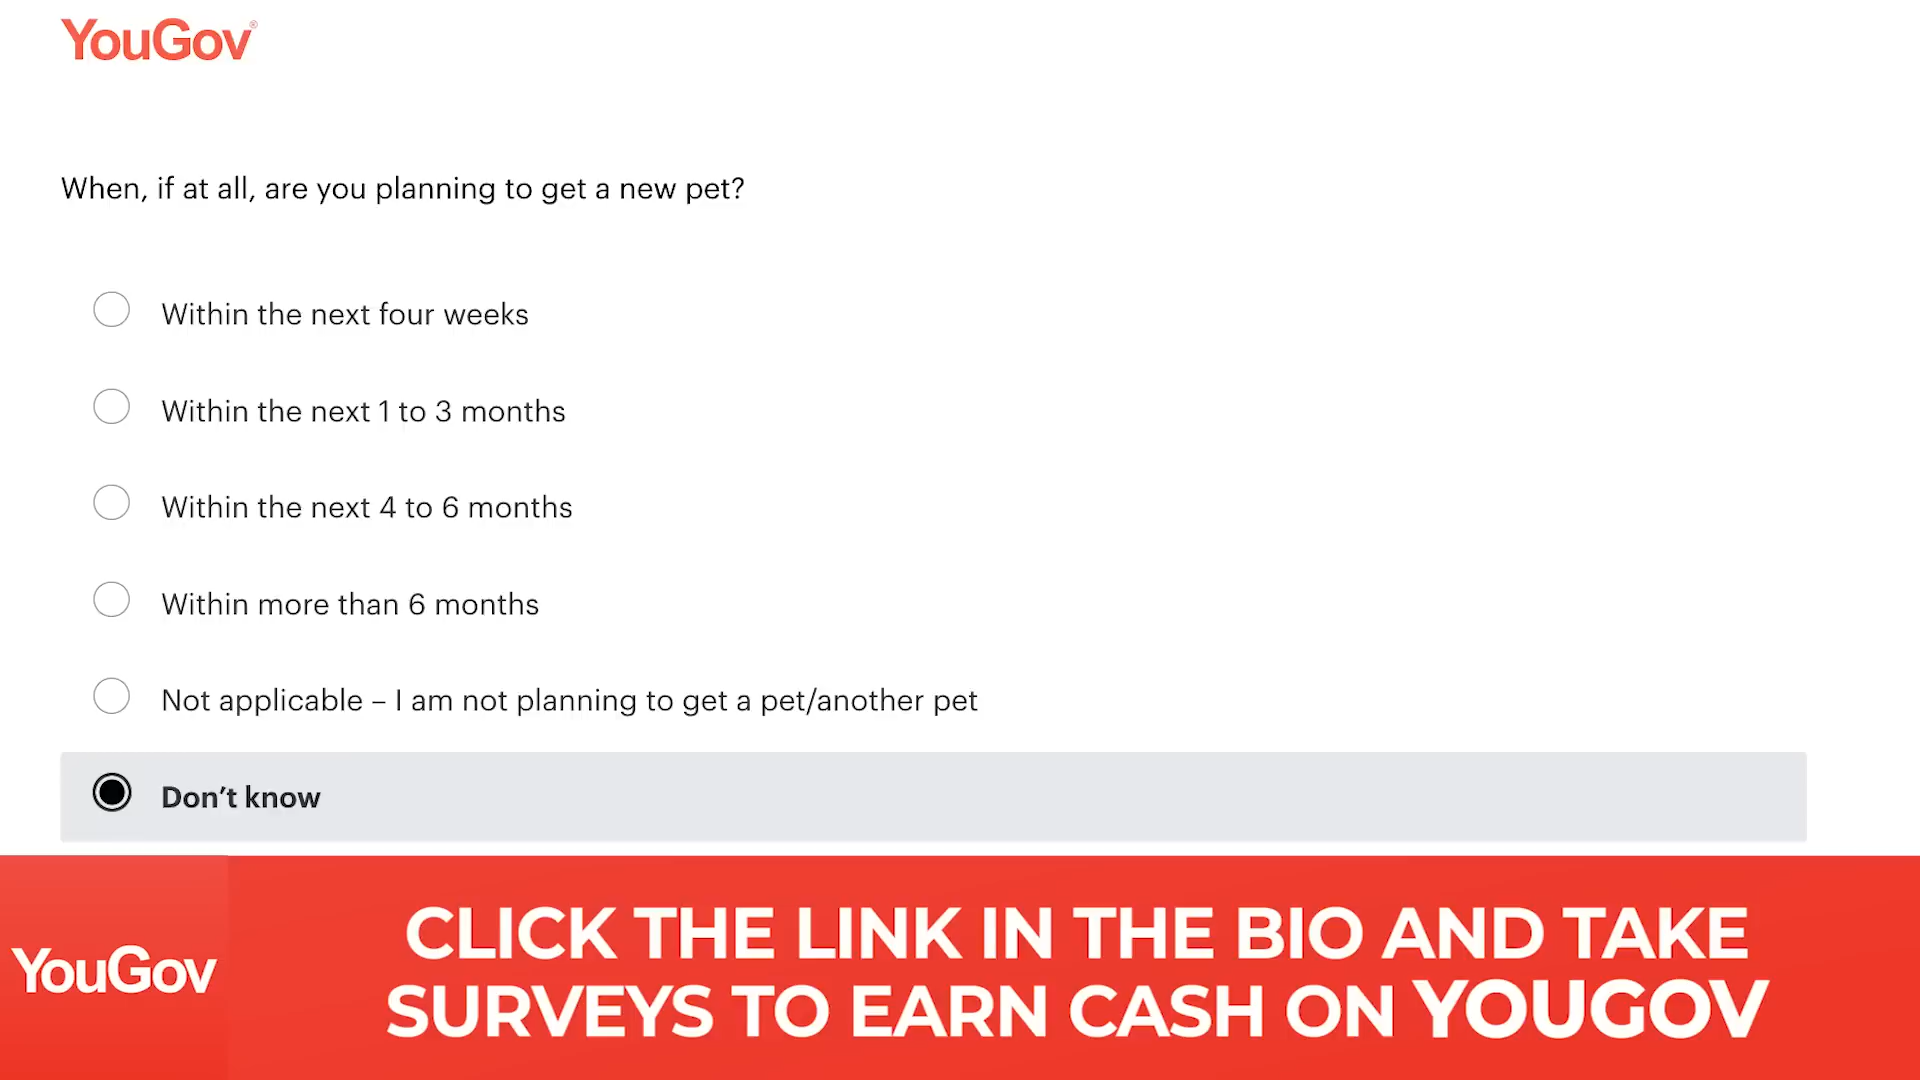 YouGov®
When, if at all, are you planning to get a new pet?
Within the next four weeks
Within the next 1 to 3 months
Within the next 4 to 6 months
Within more than 6 months
Not applicable – I am not planning to get a pet/another pet
Don’t know
YouGov
CLICK THE LINK IN THE BIO AND TAKE
SURVEYS TO EARN CASH ON YOUGOV